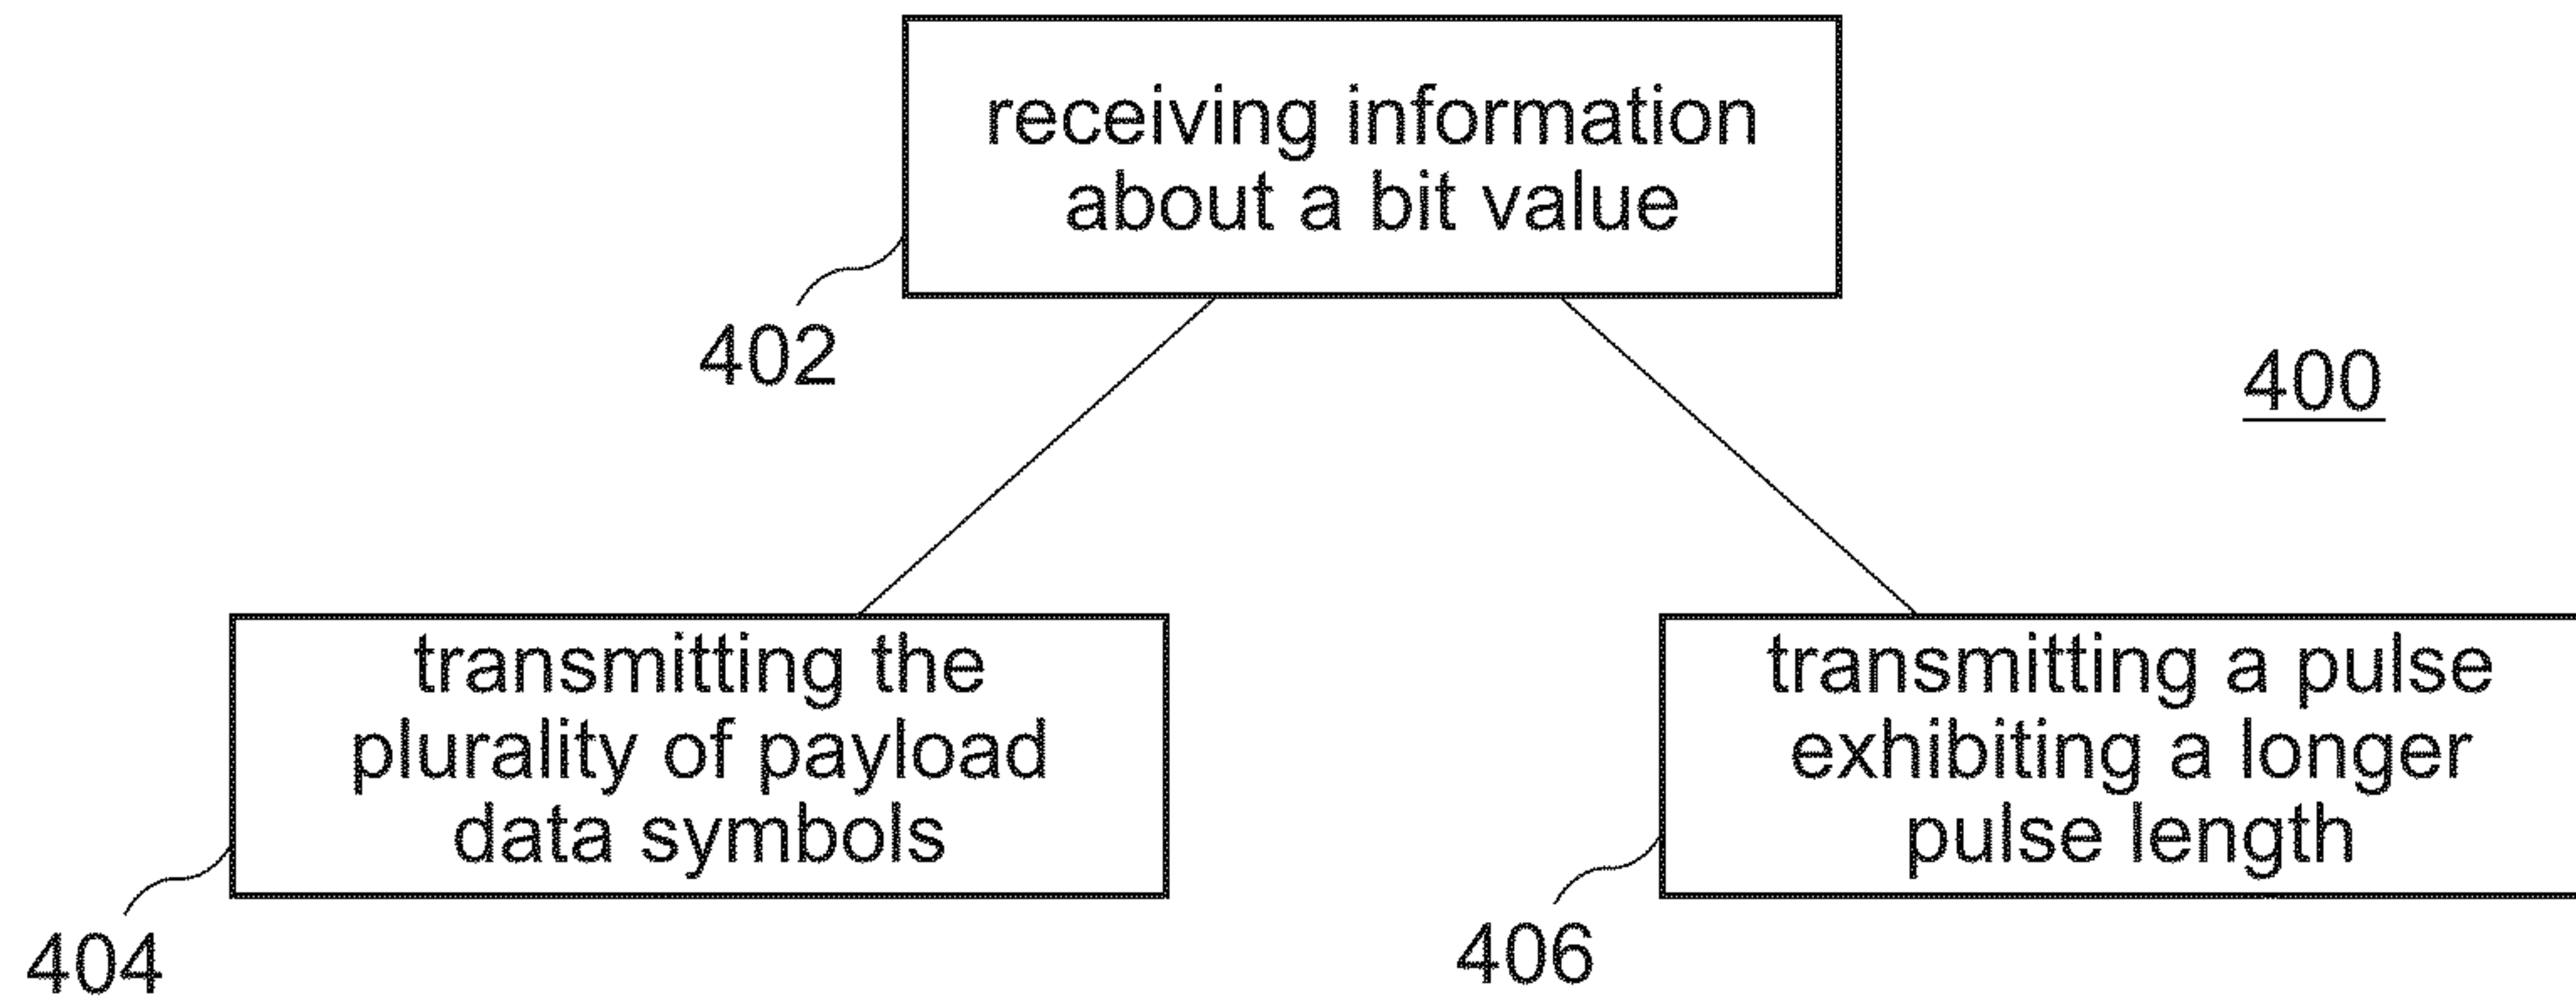 receiving information
about a bit value
402
400
transmitting the
plurality of payload
data symbols
404
transmitting a pulse
exhibiting a longer
pulse length
406